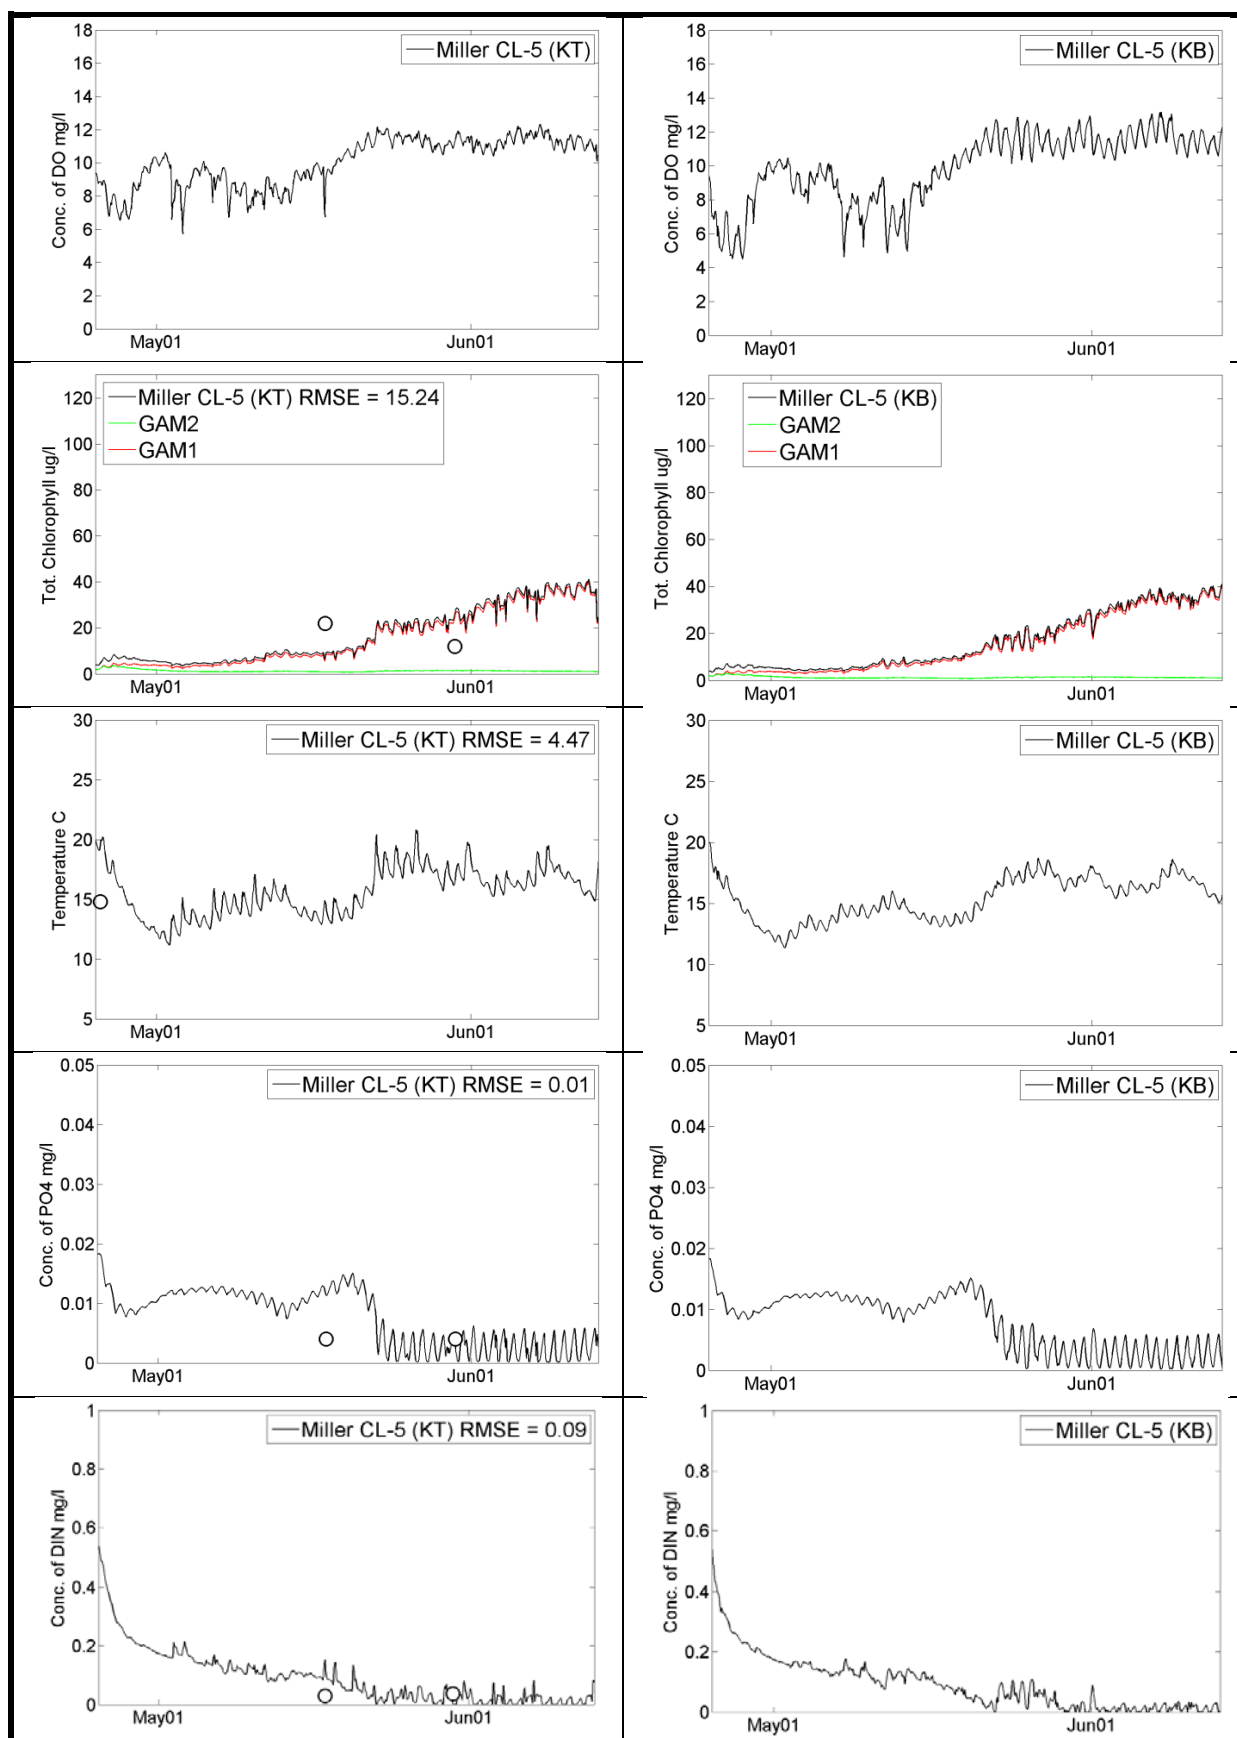 18
16
14
12
10
8
6
4
2
0
Conc. of DO mg/l
Miller CL-5 (KT)
May01
Jun01
18
16
14
12
10
8
6
4
2
0
Conc. of DO mg/l
Miller CL-5 (KB)
May01
Jun01
120
100
80
60
40
20
0
Tot. Chlorophyll ug/l
Miller CL-5 (KT) RMSE = 15.24
GAM2
GAM1
May01
Jun01
120
100
80
60
40
20
0
Tot. Chlorophyll ug/l
Miller CL-5 (KB)
GAM2
GAM1
May01
Jun01
30
25
20
15
10
5
Temperature C
Miller CL-5 (KT) RMSE = 4.47
May01
Jun01
30
25
20
15
10
5
Temperature C
Miller CL-5 (KB)
May01
Jun01
0.05
0.04
0.03
0.02
0.01
0
Conc. of PO4 mg/l
Miller CL-5 (KT) RMSE = 0.01
May01
Jun01
0.05
0.04
0.03
0.02
0.01
0
Conc. of PO4 mg/l
Miller CL-5 (KB)
May01
Jun01
1
0.8
0.6
0.4
0.2
0
Conc. of DIN mg/l
Miller CL-5 (KT) RMSE = 0.09
May01
Jun01
1
0.8
0.6
0.4
0.2
0
Conc. of DIN mg/l
Miller CL-5 (KB)
May01
Jun01